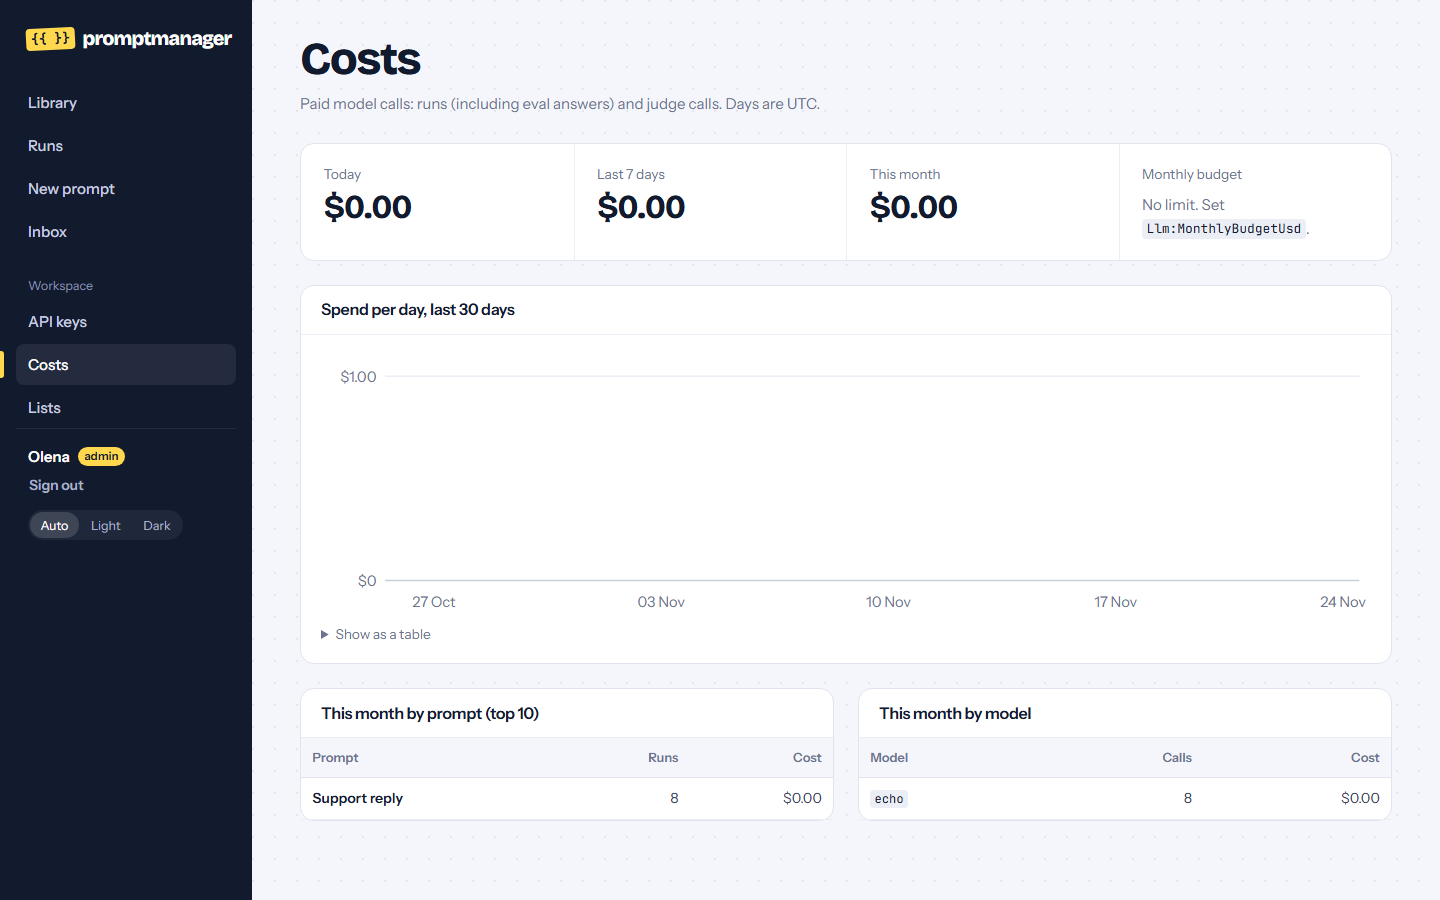 {{ }} promptmanager
Library
Runs
New prompt
Inbox
Workspace
API keys
Costs
Lists
Olena admin
Sign out
Auto Light Dark
Costs
Paid model calls: runs (including eval answers) and judge calls. Days are UTC.
Today
$0.00
Last 7 days
$0.00
This month
$0.00
Monthly budget
No limit. Set
Llm:MonthlyBudgetUsd.
Spend per day, last 30 days
$1.00
$0
27 Oct 03 Nov 10 Nov 17 Nov 24 Nov
Show as a table
This month by prompt (top 10)
Prompt Runs Cost
Support reply 8 $0.00
This month by model
Model Calls Cost
echo 8 $0.00